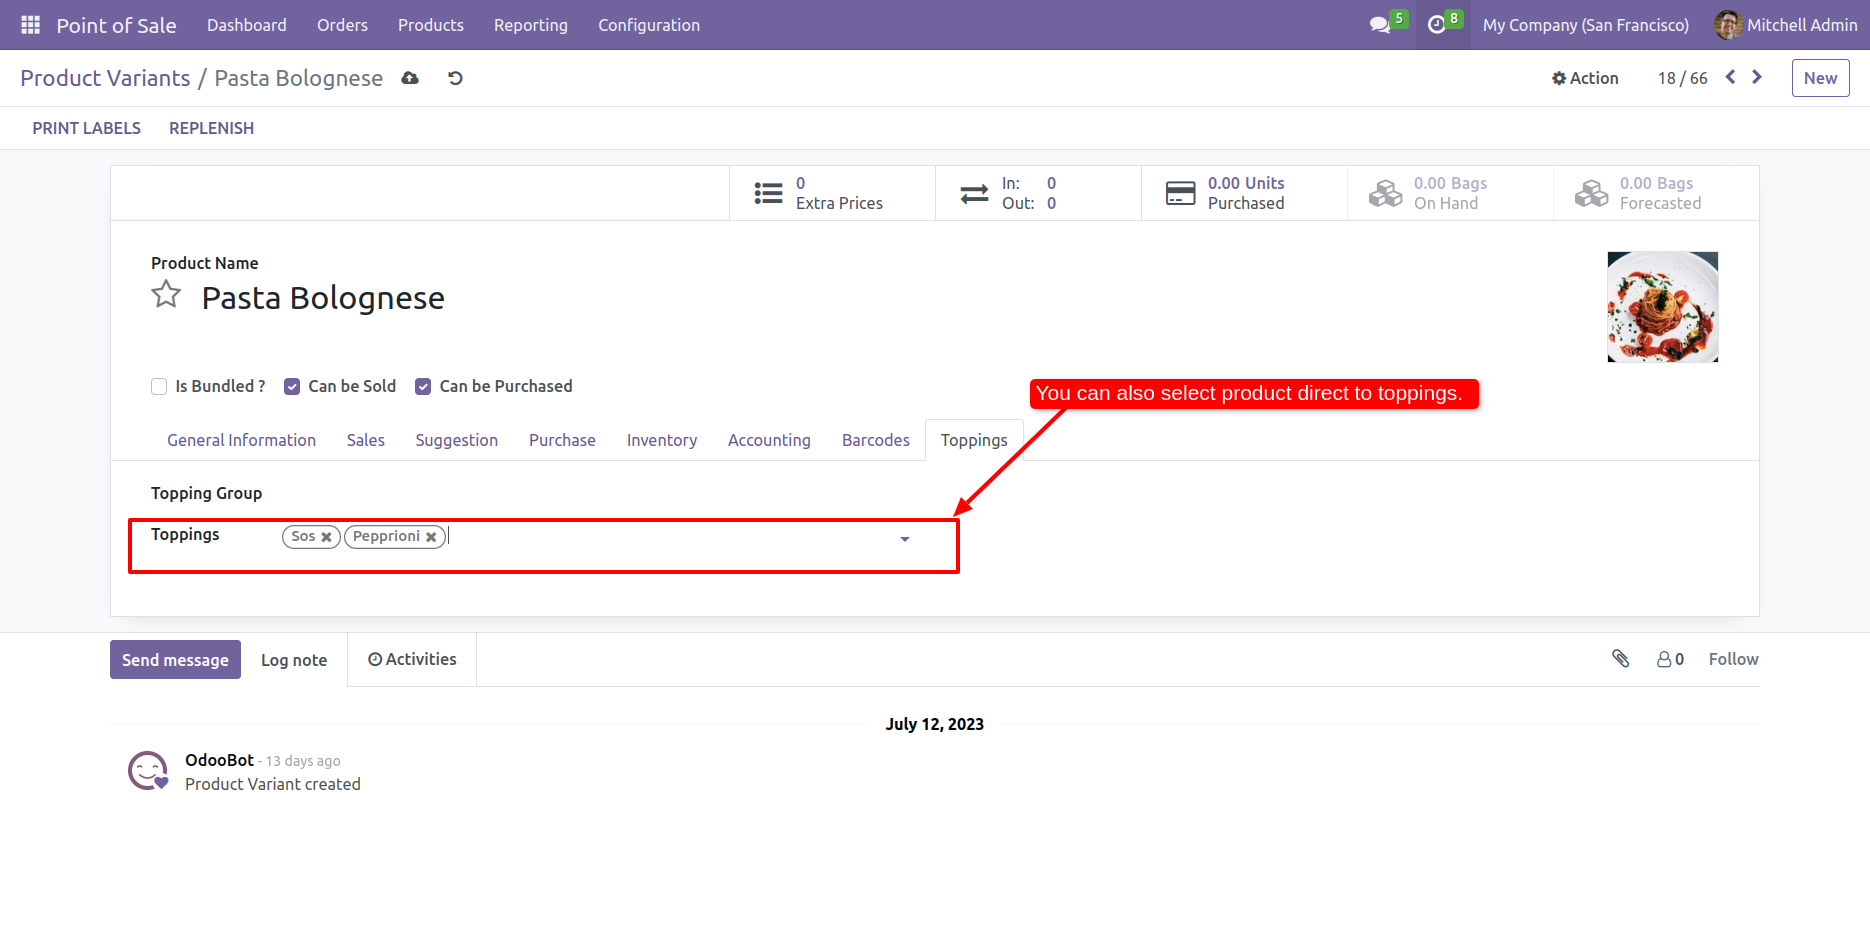 Point of Sale Dashboard Orders Products Reporting Configuration 5 8 My Company (San Francisco) Mitchell Admin
Product Variants / Pasta Bolognese Action 18 / 66 New
PRINT LABELS REPLENISH
0 Extra Prices
In: 0
Out: 0
0.00 Units Purchased
0.00 Bags On Hand
0.00 Bags Forecasted
Product Name
Pasta Bolognese
Is Bundled ? Can be Sold Can be Purchased
You can also select product direct to toppings.
General Information Sales Suggestion Purchase Inventory Accounting Barcodes Toppings
Topping Group
Toppings Sos Pepprioni
Send message Log note Activities 0 Follow
July 12, 2023
OdooBot - 13 days ago
Product Variant created